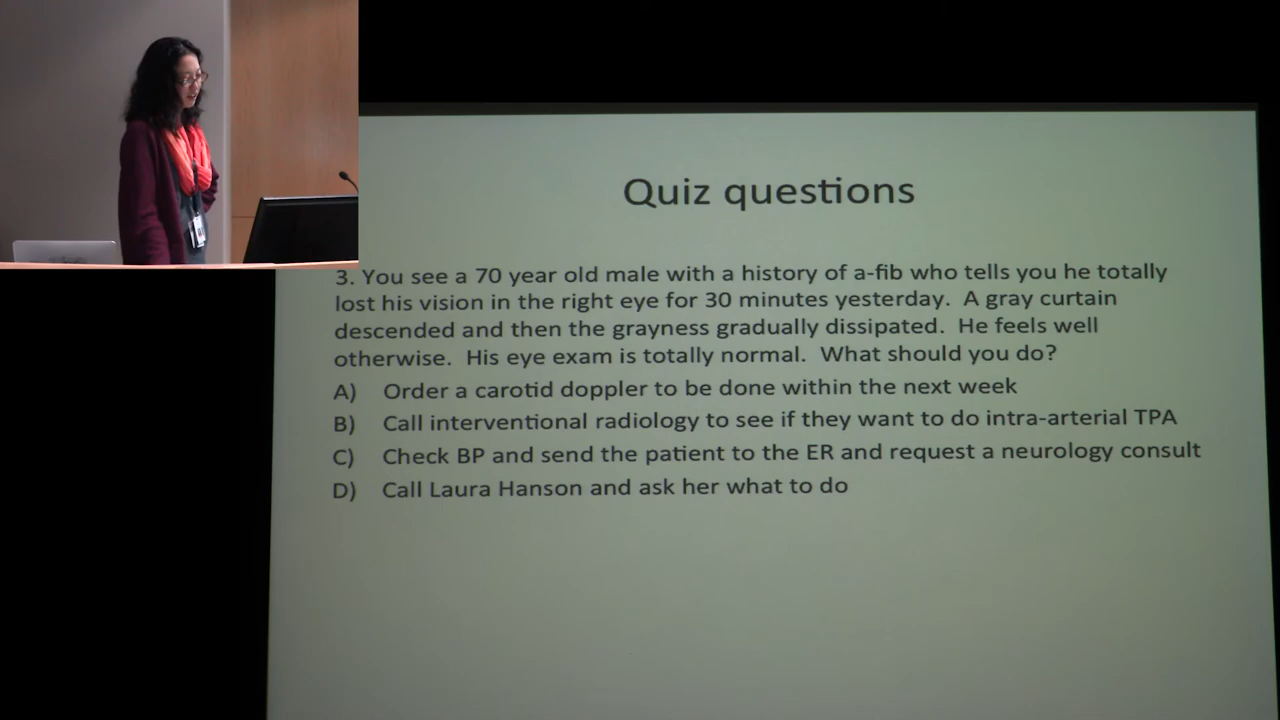 Quiz questions
3. You see a 70 year old male with a history of a-fib who tells you he totally
lost his vision in the right eye for 30 minutes yesterday.  A gray curtain
descended and then the grayness gradually dissipated.  He feels well
otherwise.  His eye exam is totally normal.  What should you do?
A) Order a carotid doppler to be done within the next week
B) Call interventional radiology to see if they want to do intra-arterial TPA
C) Check BP and send the patient to the ER and request a neurology consult
D) Call Laura Hanson and ask her what to do